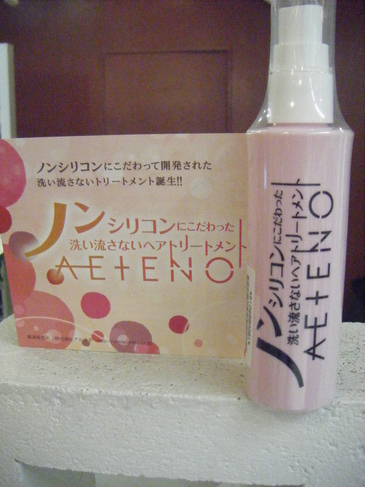 ノンシリコンにこだわって開発された
洗い流さないトリートメント誕生!!
ノンシリコンにこだわった
洗い流さないヘアトリートメント
AETENO
ノンシリコンにこだわった
洗い流さないヘアトリートメント
AETENO